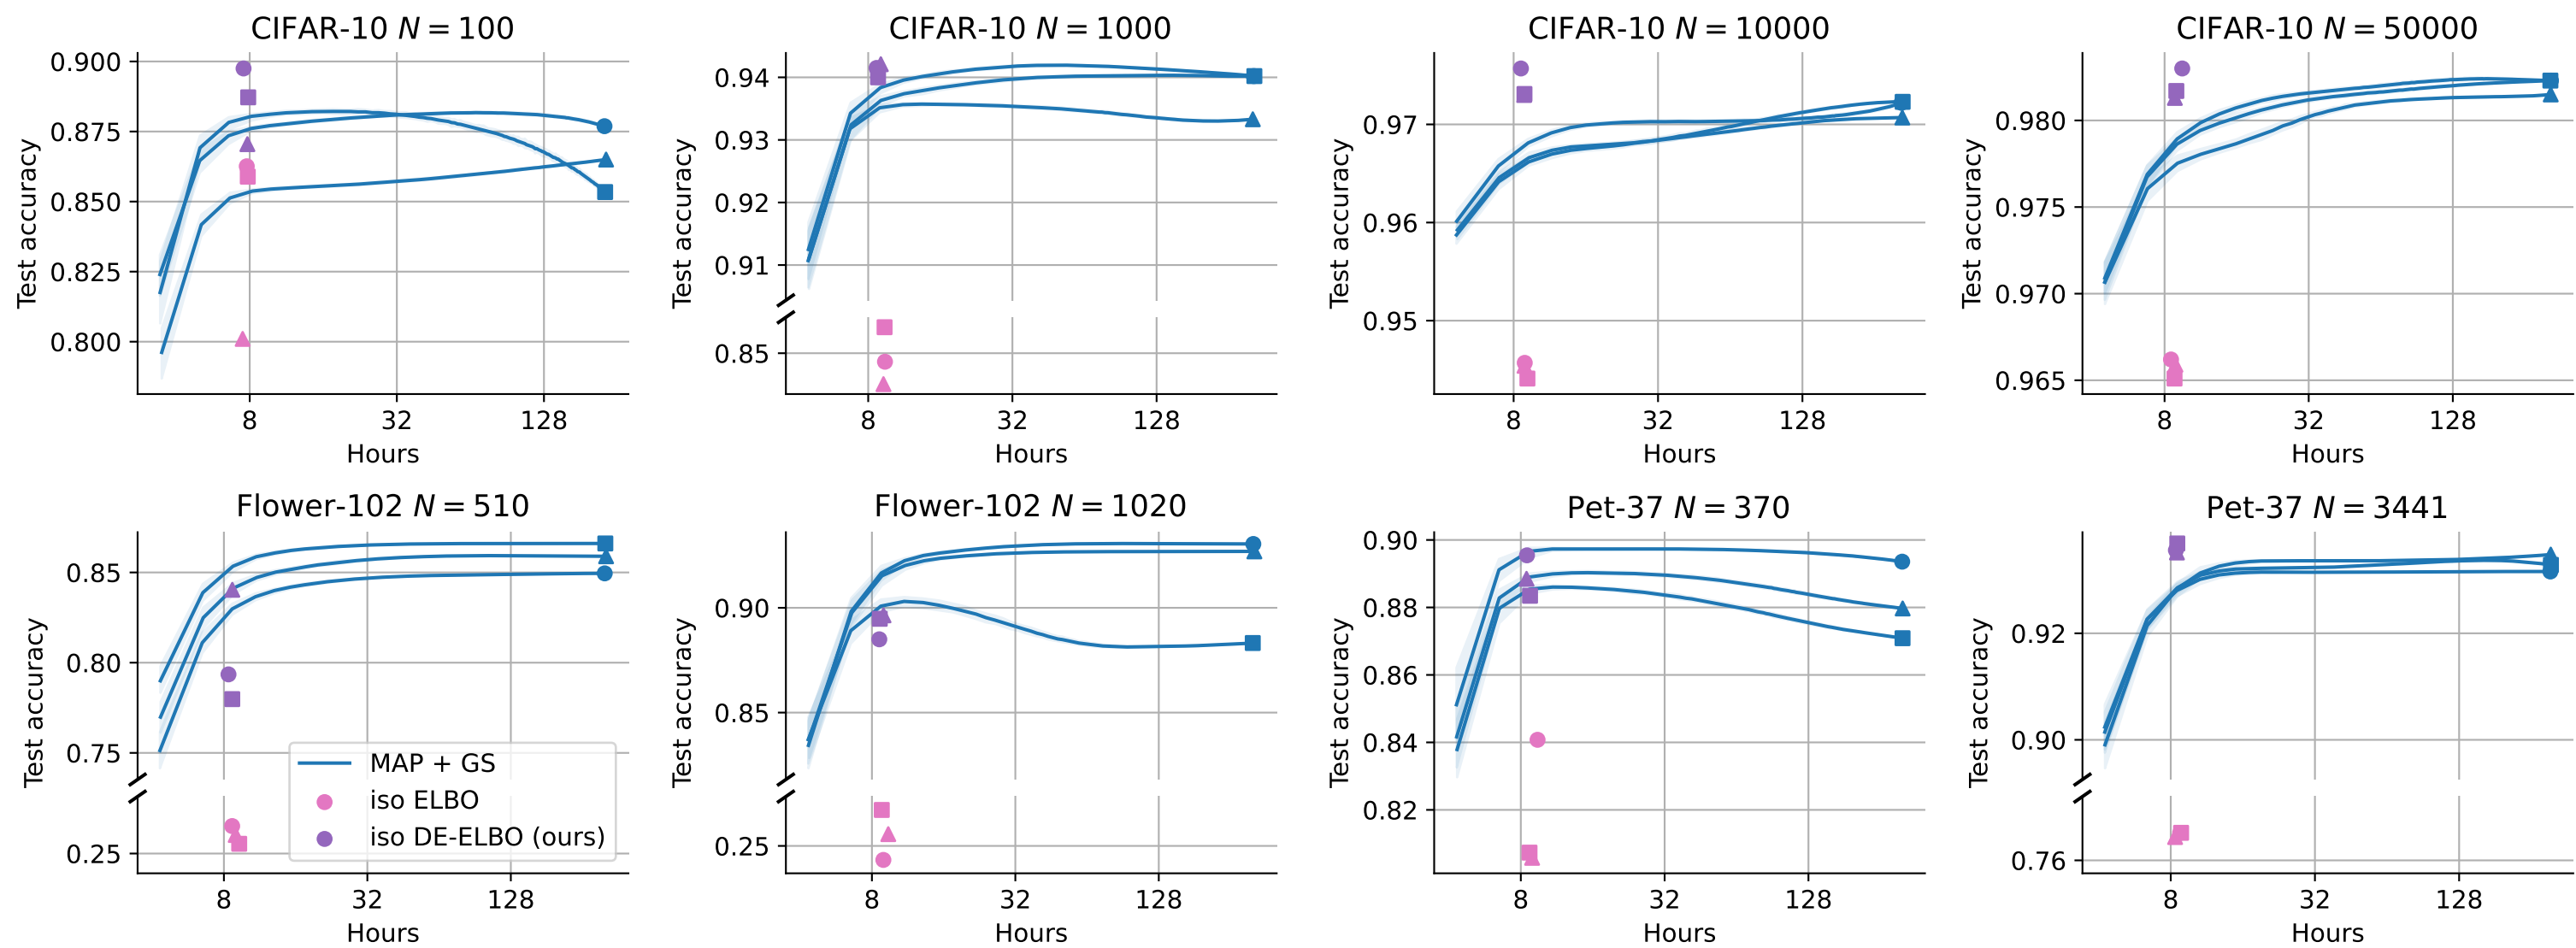 CIFAR-10 N = 100
0.900
0.875
0.850
0.825
0.800
Test accuracy
8 32 128
Hours
CIFAR-10 N = 1000
0.94
0.93
0.92
0.91
0.85
Test accuracy
8 32 128
Hours
CIFAR-10 N = 10000
0.97
0.96
0.95
Test accuracy
8 32 128
Hours
CIFAR-10 N = 50000
0.980
0.975
0.970
0.965
Test accuracy
8 32 128
Hours
Flower-102 N = 510
0.85
0.80
0.75
0.25
Test accuracy
MAP + GS
iso ELBO
iso DE-ELBO (ours)
8 32 128
Hours
Flower-102 N = 1020
0.90
0.85
0.25
Test accuracy
8 32 128
Hours
Pet-37 N = 370
0.90
0.88
0.86
0.84
0.82
Test accuracy
8 32 128
Hours
Pet-37 N = 3441
0.92
0.90
0.76
Test accuracy
8 32 128
Hours